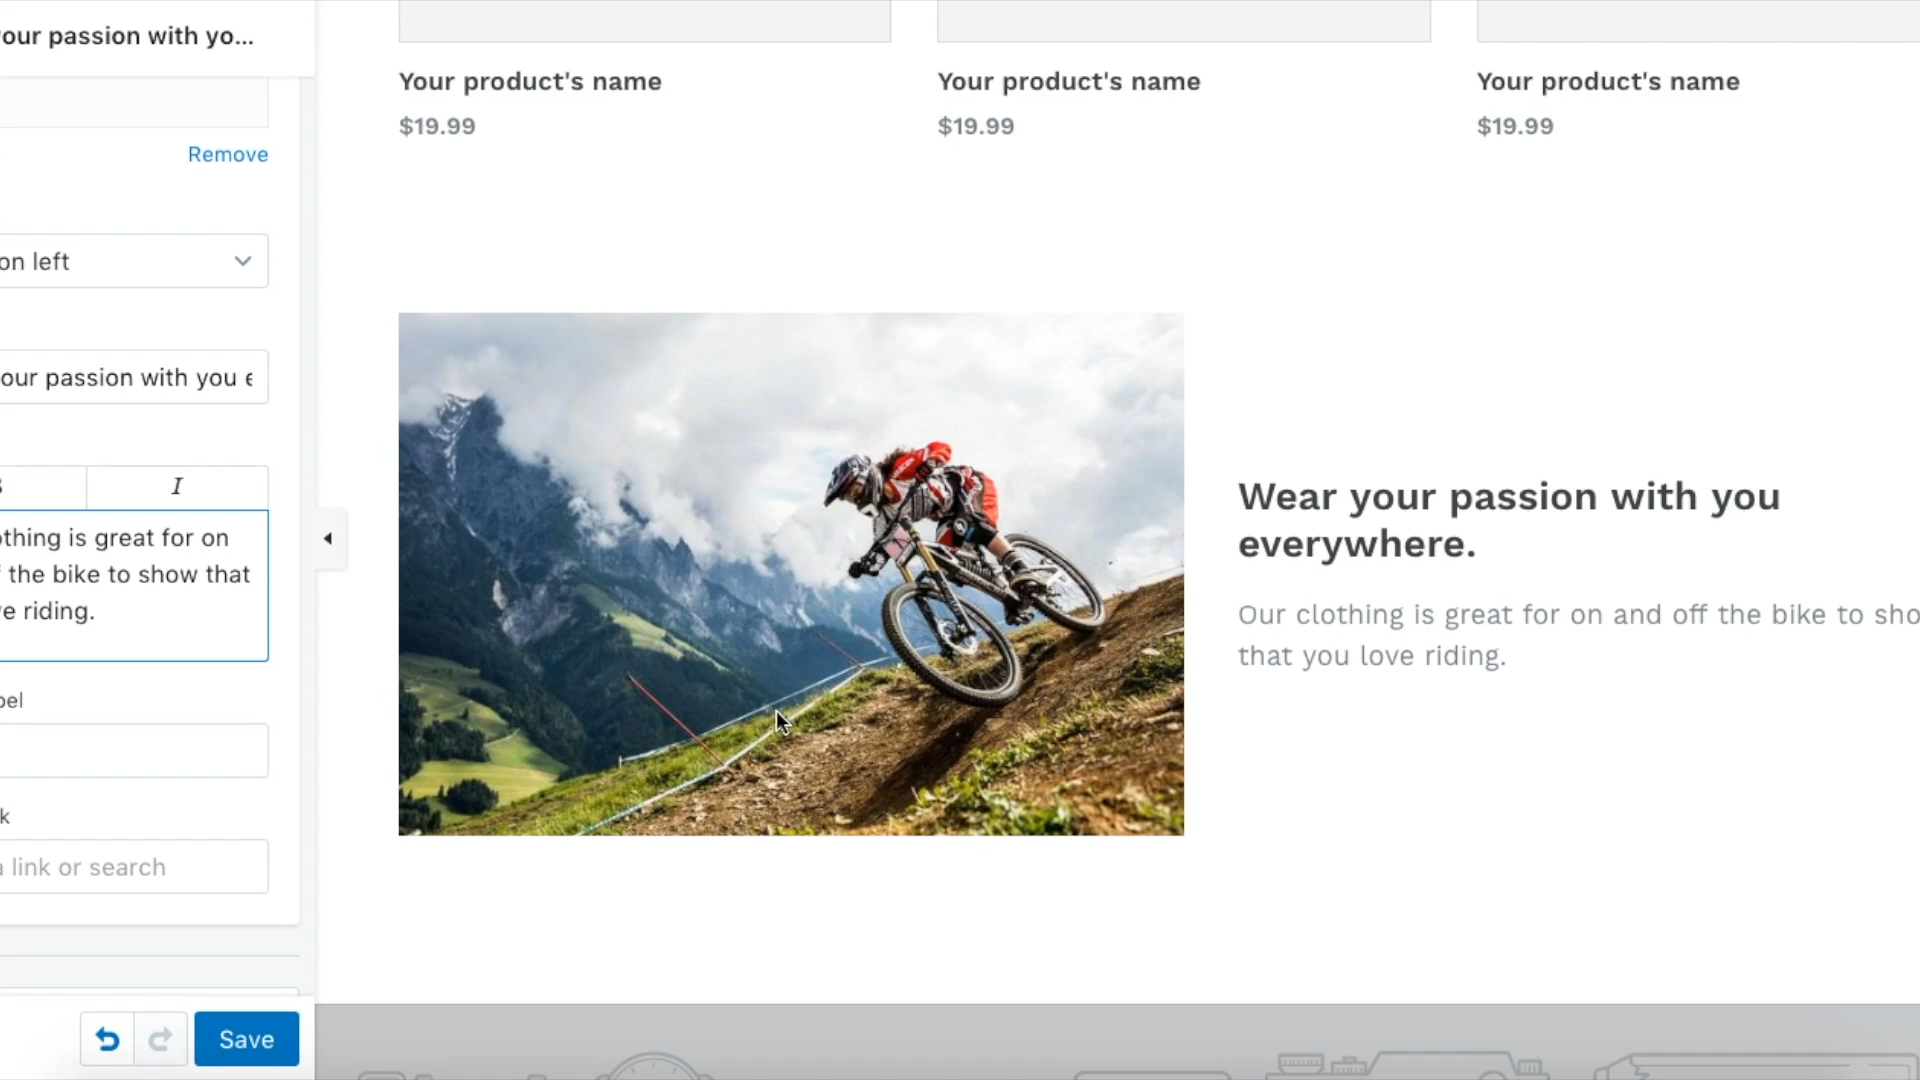 our passion with yo...
Remove
on left
our passion with you
I
thing is great for on
the bike to show that
e riding.
k
link or search
Save
Your product's name
$19.99
Your product's name
$19.99
Your product's name
$19.99
Wear your passion with you
everywhere.
Our clothing is great for on and off the bike to sho
that you love riding.